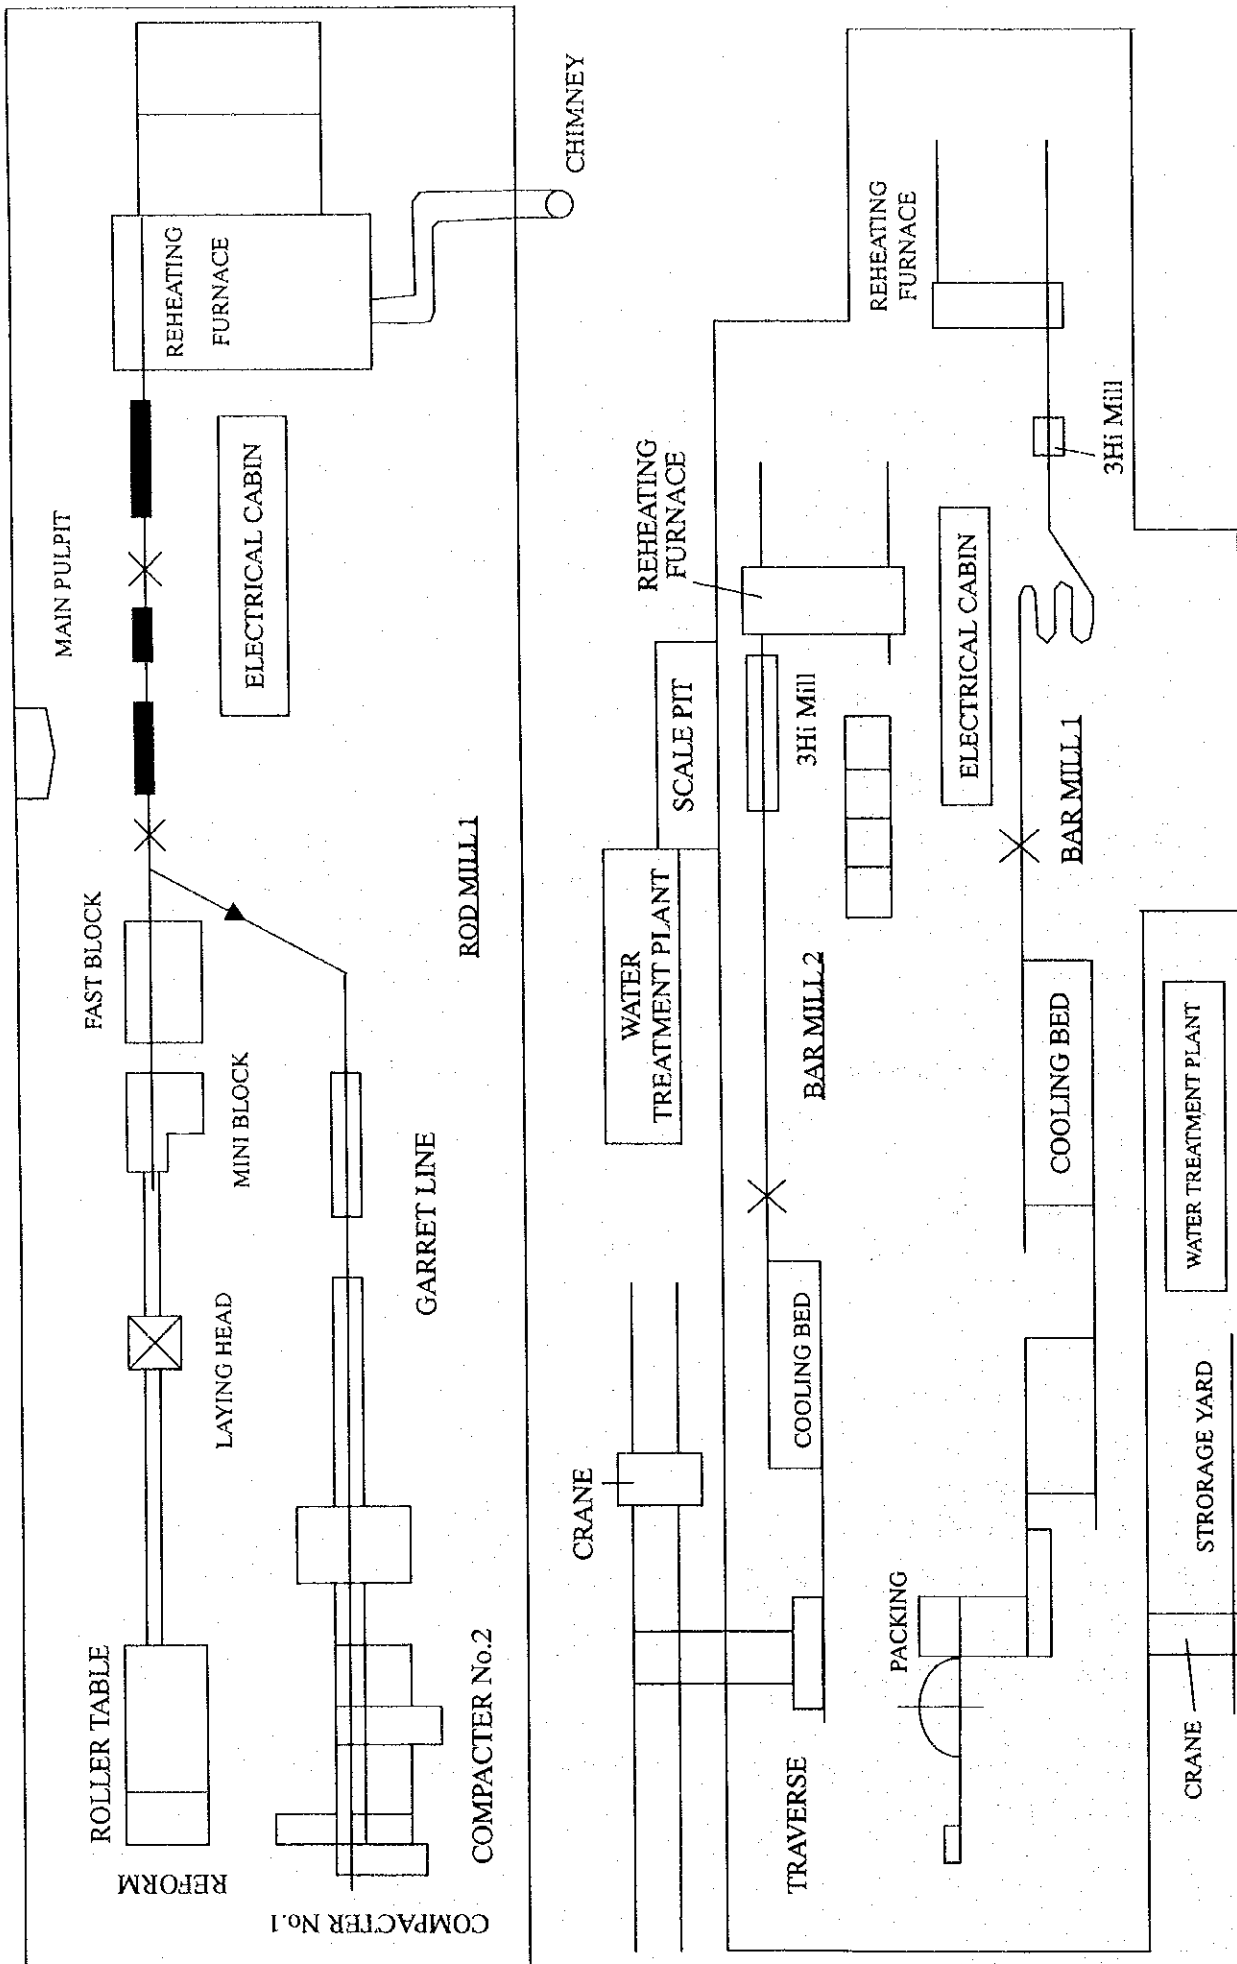 REFORM
ROLLER TABLE
COMPACTER No.1
COMPACTER No.2
LAYING HEAD
MINI BLOCK
FAST BLOCK
GARRET LINE
ROD MILL 1
MAIN PULPIT
ELECTRICAL CABIN
REHEATING
FURNACE
CHIMNEY
CRANE
TRAVERSE
COOLING BED
WATER
TREATMENT PLANT
SCALE PIT
BAR MILL 2
3Hi Mill
REHEATING
FURNACE
PACKING
COOLING BED
BAR MILL 1
ELECTRICAL CABIN
3Hi Mill
REHEATING
FURNACE
CRANE
STRORAGE YARD
WATER TREATMENT PLANT